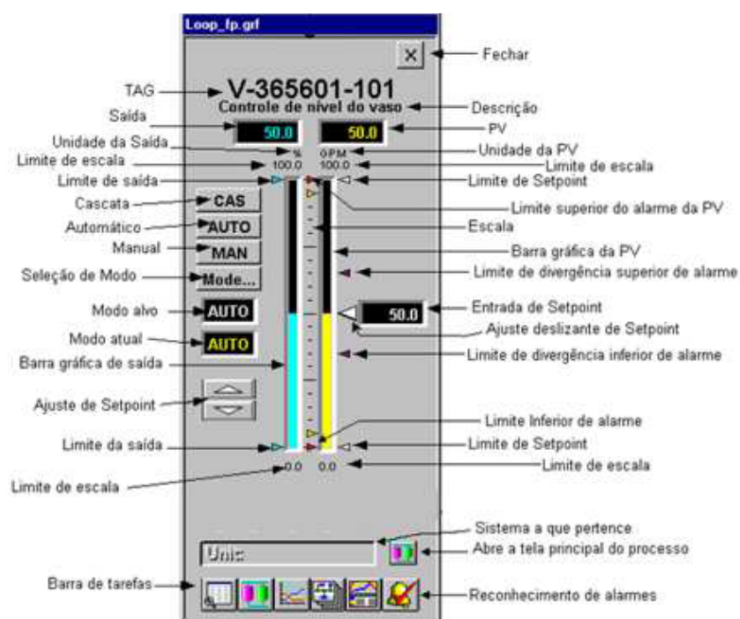 Loop_fp.grf
X
Fechar
TAG
V-365601-101
Controle de nível do vaso
Descrição
Saída
50.0
50.0
PV
Unidade da Saída
%
GPM
Unidade da PV
Limite de escala
100.0
100.0
Limite de escala
Limite de saída
Limite de Setpoint
Cascata
CAS
Limite superior do alarme da PV
Automático
AUTO
Escala
Manual
MAN
Barra gráfica da PV
Seleção de Modo
Mode...
Limite de divergência superior de alarme
Modo alvo
AUTO
50.0
Entrada de Setpoint
Ajuste deslizante de Setpoint
Modo atual
AUTO
Limite de divergência inferior de alarme
Barra gráfica de saída
Ajuste de Setpoint
Limite Inferior de alarme
Limite da saída
Limite de Setpoint
0.0
0.0
Limite de escala
Limite de escala
Sistema a que pertence
Unic
Abre a tela principal do processo
Barra de tarefas
Reconhecimento de alarmes